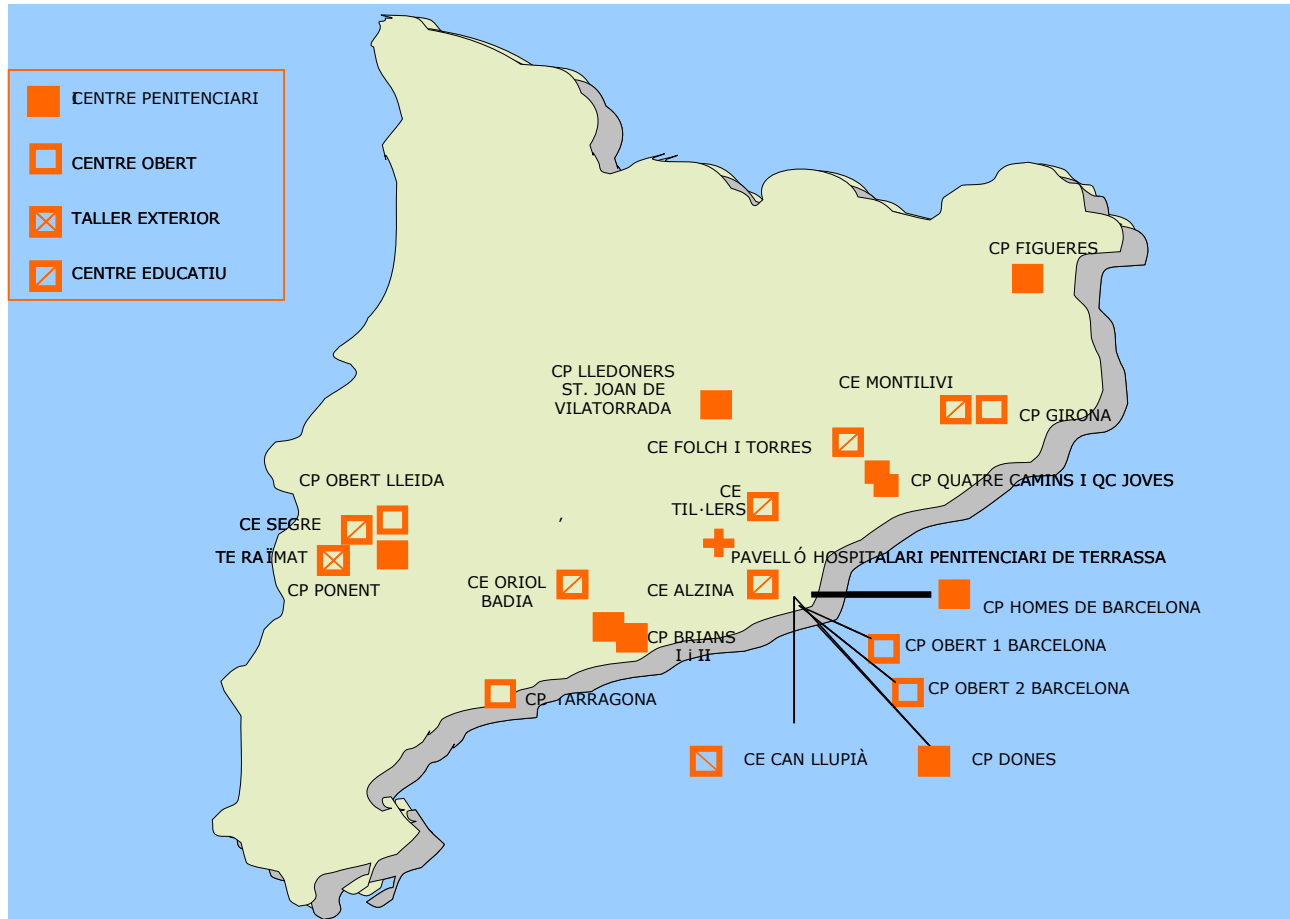 CENTRE PENITENCIARI
CENTRE OBERT
TALLER EXTERIOR
CENTRE EDUCATIU
CP FIGUERES
CP LLEDONERS
ST. JOAN DE
VILATORRADA
CE MONTILIVI
CP GIRONA
CE FOLCH I TORRES
CP QUATRE CAMINS I QC JOVES
CP OBERT LLEIDA
CE
TIL·LERS
CE SEGRE
,
TE RAÏMAT
PAVELLÓ HOSPITALARI PENITENCIARI DE TERRASSA
CP PONENT
CE ORIOL
BADIA
CE ALZINA
CP HOMES DE BARCELONA
CP BRIANS
I i II
CP OBERT 1 BARCELONA
CP OBERT 2 BARCELONA
CP. TARRAGONA
CE CAN LLUPIÀ
CP DONES